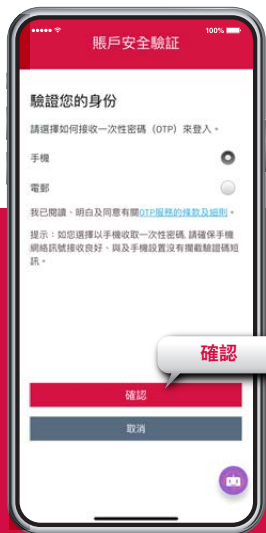 100%
賬戶安全驗証
驗證您的身份
請選擇如何接收一次性密碼（OTP）來登入。
手機
電郵
我已閱讀、明白及同意有關OTP服務的條款及細則。
提示：如您選擇以手機收取一次性密碼, 請確保手機
網絡訊號接收良好、與及手機設置沒有攔截驗證碼短
訊。
確認
確認
取消